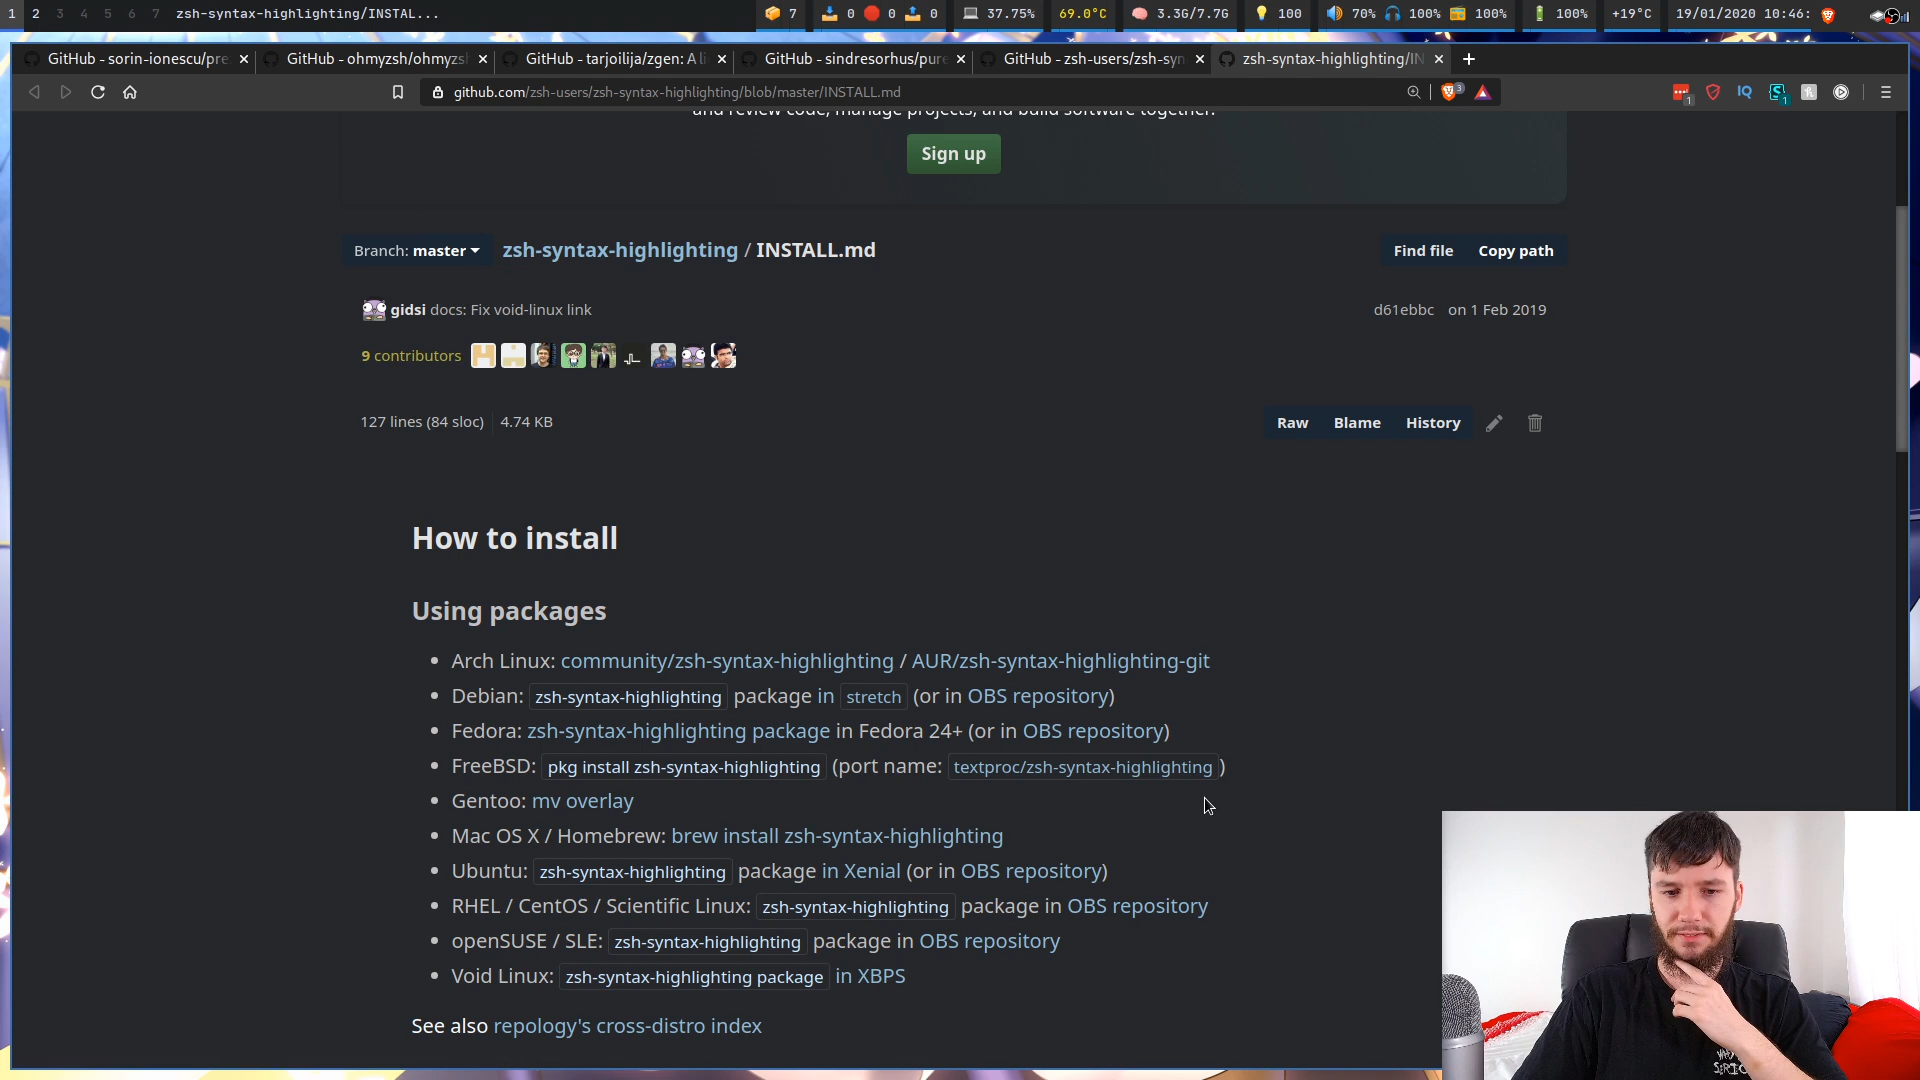 1 2 3 4 5 6 7 zsh-syntax-highlighting/INSTAL... 7 0 0 0 37.75% 69.0°C 3.3G/7.7G 100 70% 100% 100% 100% +19°C 19/01/2020 10:46:
GitHub - sorin-ionescu/pre GitHub - ohmyzsh/ohmyzs GitHub - tarjoilija/zgen: A li GitHub - sindresorhus/pure GitHub - zsh-users/zsh-syn zsh-syntax-highlighting/IN
github.com/zsh-users/zsh-syntax-highlighting/blob/master/INSTALL.md 3 1 IQ 1
and review code, manage projects, and build software together.
Sign up
Branch: master zsh-syntax-highlighting / INSTALL.md Find file Copy path
gidsi docs: Fix void-linux link d61ebbc on 1 Feb 2019
9 contributors
127 lines (84 sloc) 4.74 KB Raw Blame History
How to install
Using packages
Arch Linux: community/zsh-syntax-highlighting / AUR/zsh-syntax-highlighting-git
Debian: zsh-syntax-highlighting package in stretch (or in OBS repository)
Fedora: zsh-syntax-highlighting package in Fedora 24+ (or in OBS repository)
FreeBSD: pkg install zsh-syntax-highlighting (port name: textproc/zsh-syntax-highlighting )
Gentoo: mv overlay
Mac OS X / Homebrew: brew install zsh-syntax-highlighting
Ubuntu: zsh-syntax-highlighting package in Xenial (or in OBS repository)
RHEL / CentOS / Scientific Linux: zsh-syntax-highlighting package in OBS repository
openSUSE / SLE: zsh-syntax-highlighting package in OBS repository
Void Linux: zsh-syntax-highlighting package in XBPS
See also repology's cross-distro index